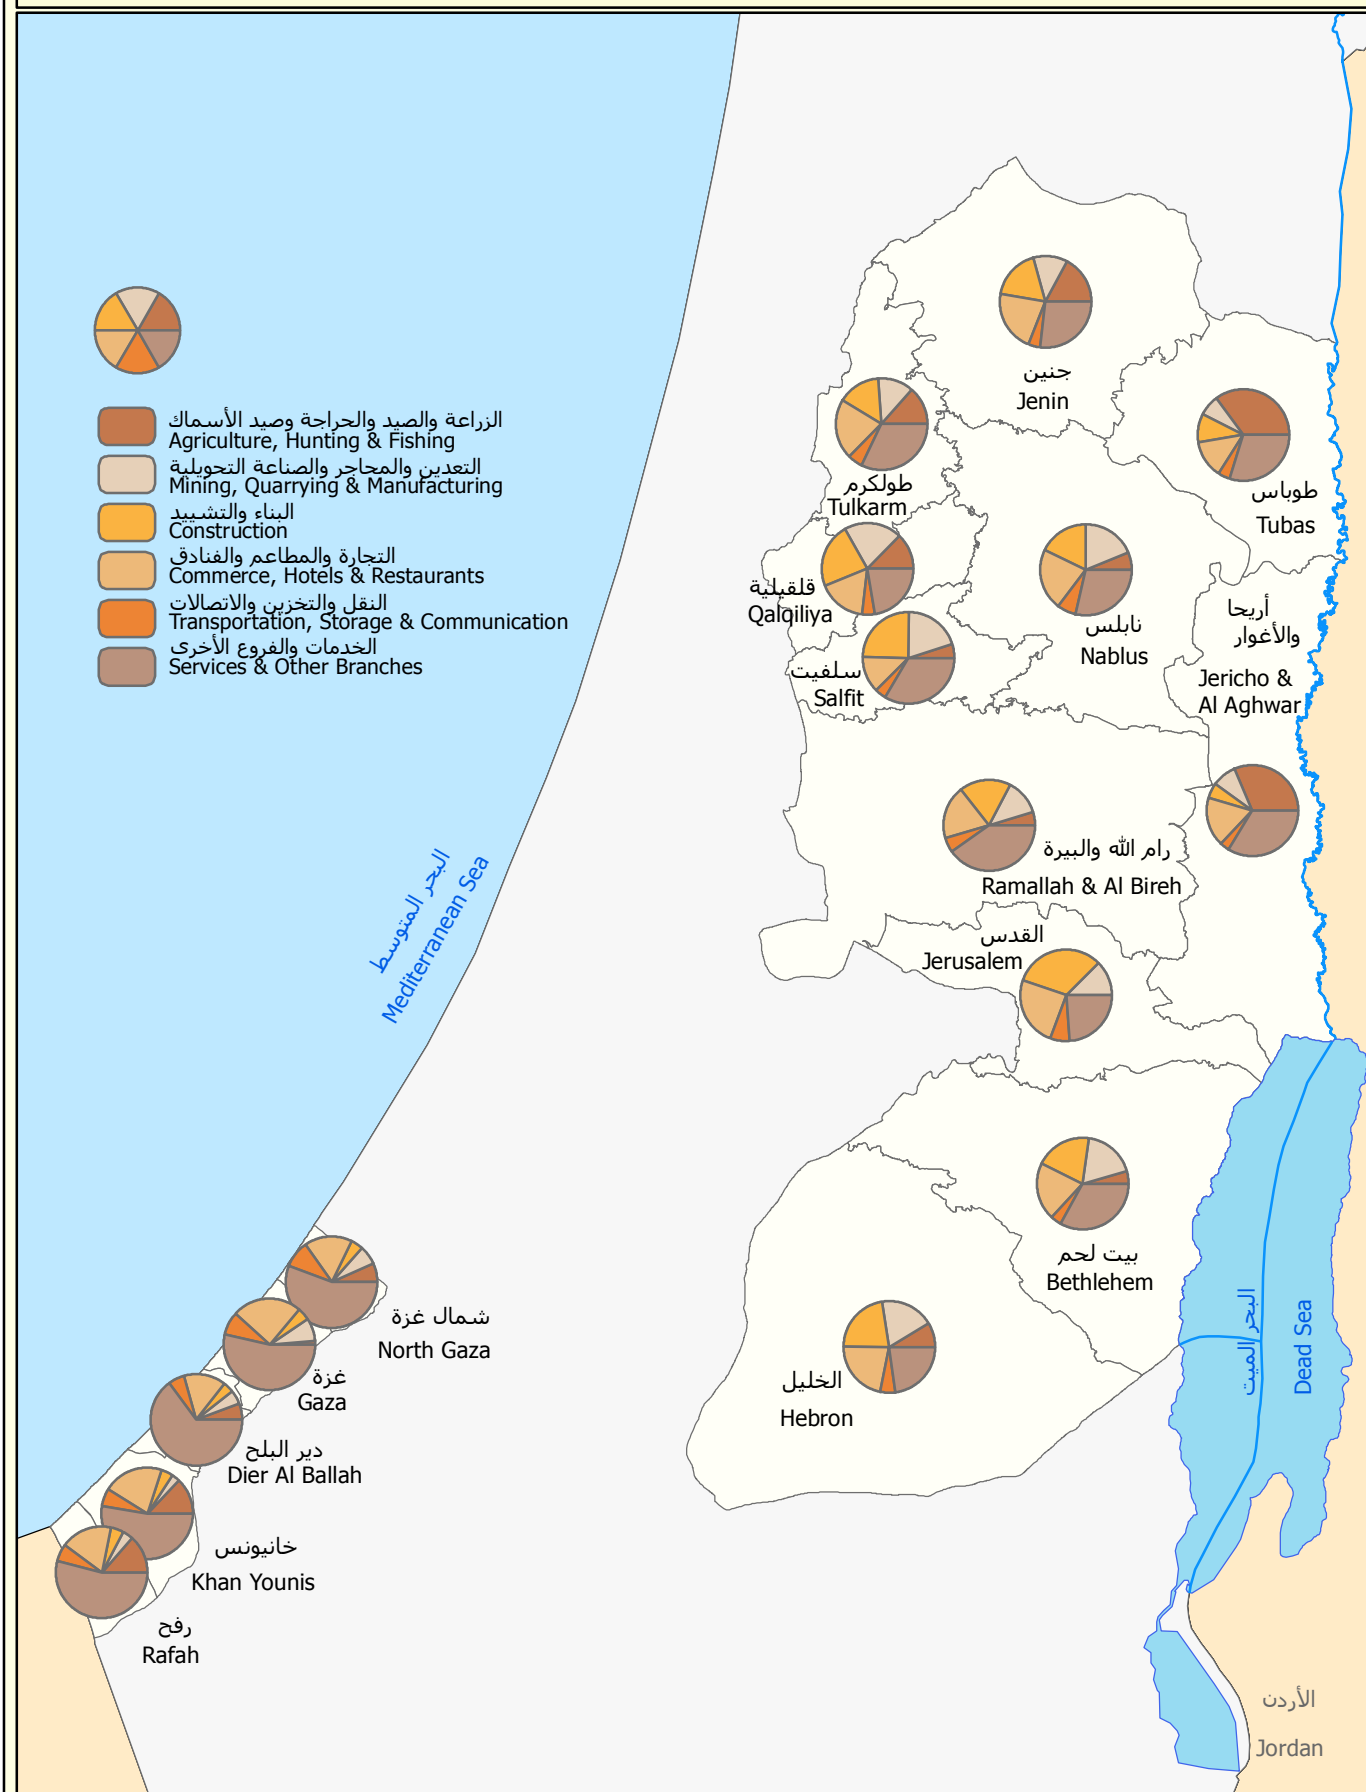 الزراعة والصيد والحراجة وصيد الأسماك
Agriculture, Hunting & Fishing
التعدين والمحاجر والصناعة التحويلية
Mining, Quarrying & Manufacturing
البناء والتشييد
Construction
التجارة والمطاعم والفنادق
Commerce, Hotels & Restaurants
النقل والتخزين والاتصالات
Transportation, Storage & Communication
الخدمات والفروع الأخرى
Services & Other Branches
جنين
Jenin
طولكرم
Tulkarm
طوباس
Tubas
قلقيلية
Qalqiliya
نابلس
Nablus
سلفيت
Salfit
أريحا
والأغوار
Jericho &
Al Aghwar
رام الله والبيرة
Ramallah & Al Bireh
القدس
Jerusalem
البحر المتوسط
Mediterranean Sea
بيت لحم
Bethlehem
الخليل
Hebron
البحر الميت
Dead Sea
شمال غزة
North Gaza
غزة
Gaza
دير البلح
Dier Al Ballah
خانيونس
Khan Younis
رفح
Rafah
الأردن
Jordan